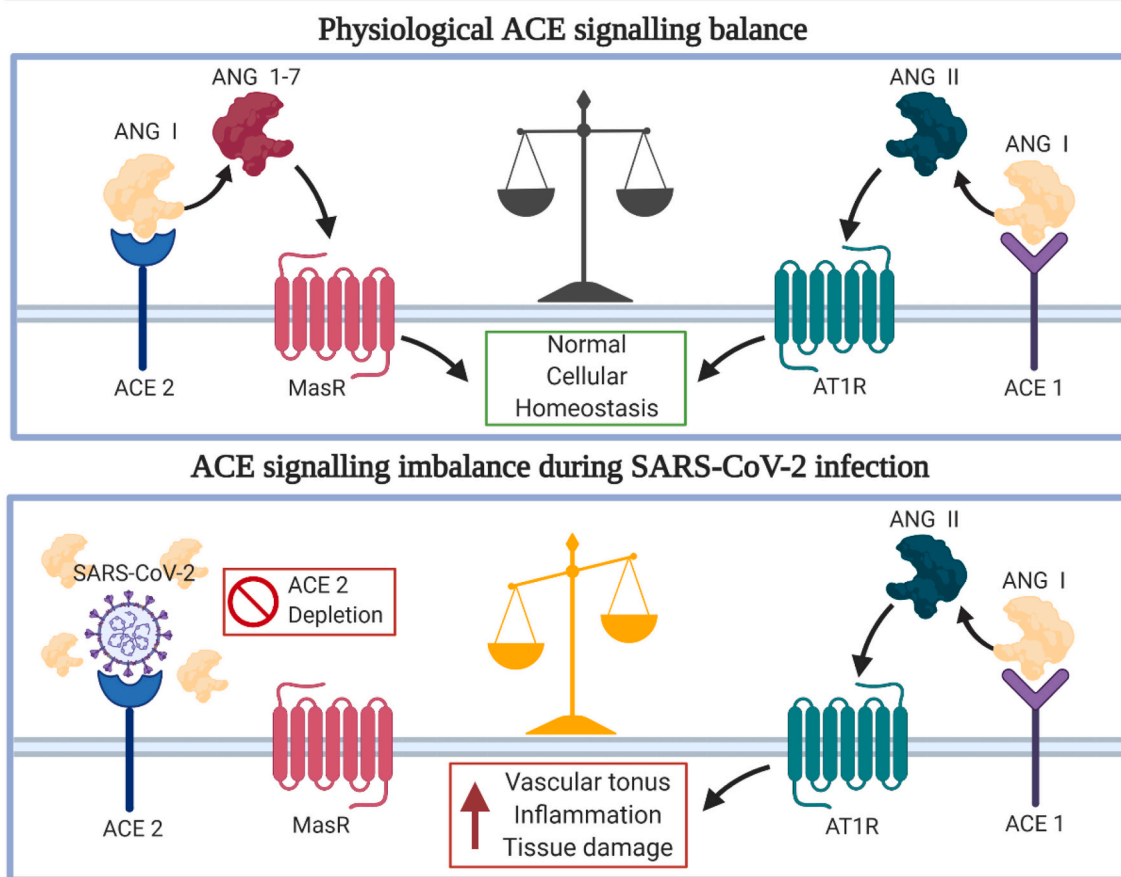 Physiological ACE signalling balance
ANG 1-7
ANG I
ANG II
ANG I
ACE 2
MasR
Normal
Cellular
Homeostasis
AT1R
ACE 1
ACE signalling imbalance during SARS-CoV-2 infection
SARS-CoV-2
ACE 2
Depletion
ANG II
ANG I
ACE 2
MasR
Vascular tonus
Inflammation
Tissue damage
AT1R
ACE 1